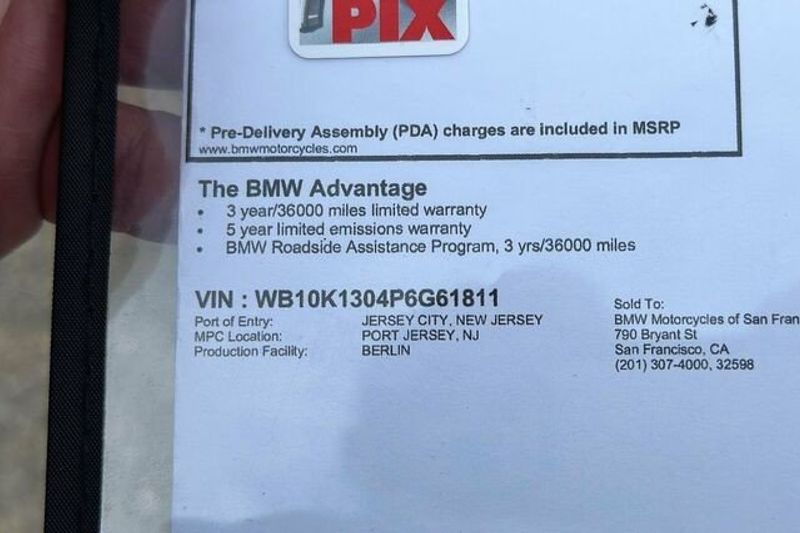 PIX
* Pre-Delivery Assembly (PDA) charges are included in MSRP
www.bmwmotorcycles.com
The BMW Advantage
• 3 year/36000 miles limited warranty
• 5 year limited emissions warranty
• BMW Roadside Assistance Program, 3 yrs/36000 miles
VIN : WB10K1304P6G61811
Port of Entry: JERSEY CITY, NEW JERSEY
MPC Location: PORT JERSEY, NJ
Production Facility: BERLIN
Sold To:
BMW Motorcycles of San Fran
790 Bryant St
San Francisco, CA
(201) 307-4000, 32598